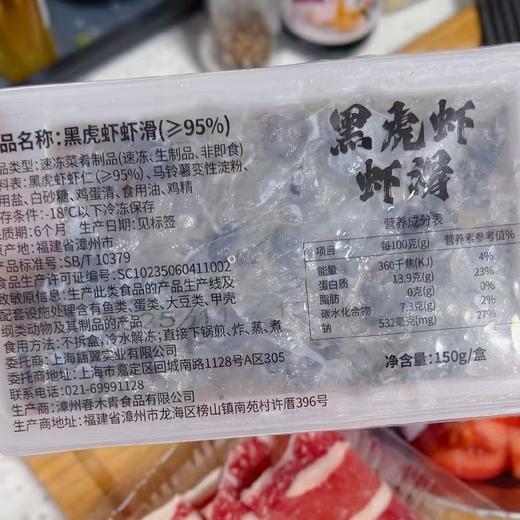 品名称:黑虎虾虾滑(≥95%)
品类型:速冻菜肴制品(速冻、生制品、非即食)
料表:黑虎虾虾仁(≥95%)、马铃薯变性淀粉、
用盐、白砂糖、鸡蛋清、食用油、鸡精
存条件:-18℃以下冷冻保存
质期:6个月 生产日期:见标签
产地:福建省漳州市
产品标准号:SB/T 10379
食品生产许可证编号:SC10235060411002
致敏原信息:生产此类食品的产品生产线及
配套设施处理含有鱼类、蛋类、大豆类、甲壳
纲类动物及其制品的产品
食用方法:不拆盒,冷水解冻;直接下锅煎、炸、蒸、煮
委托商:上海踊翼实业有限公司
委托商地址:上海市嘉定区回城南路1128号A区305
联系电话:021-69991128
生产商:漳州春木青食品有限公司
生产商地址:福建省漳州市龙海区榜山镇南苑村许厝396号
黑虎虾
虾滑
营养成分表
项目 每100克(g) 营养素参考值%
能量 360千焦(KJ) 4%
蛋白质 13.9克(g) 23%
脂肪 0克(g) 0%
碳水化合物 7.3克(g) 2%
钠 532毫克(mg) 27%
净含量:150g/盒